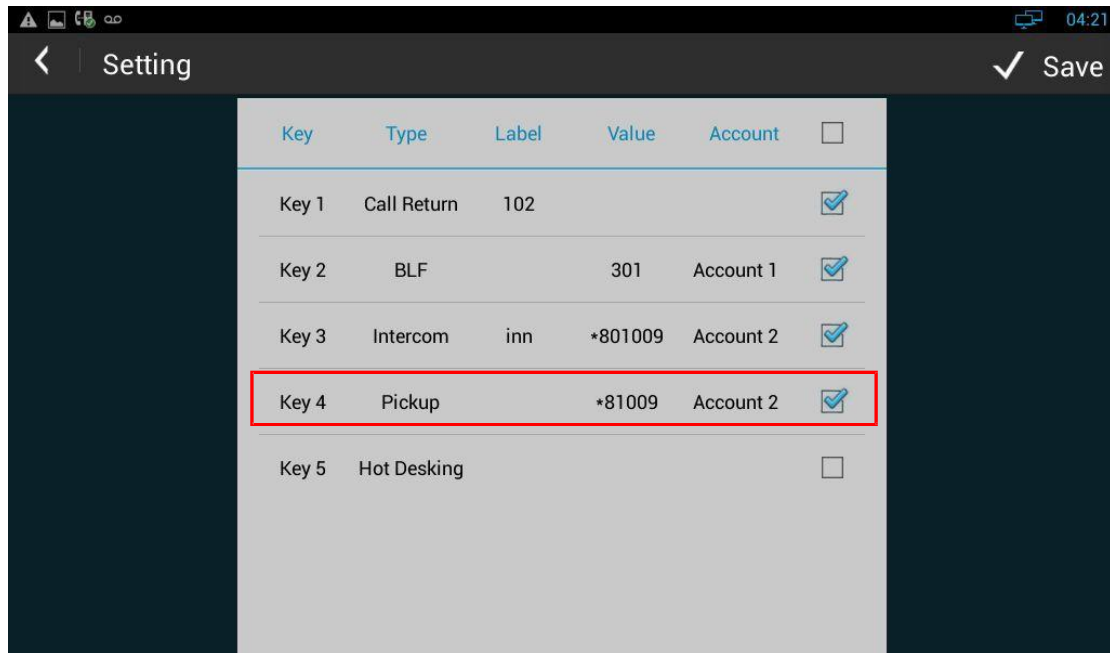 04:21
Setting Save
Key Type Label Value Account
Key 1 Call Return 102
Key 2 BLF 301 Account 1
Key 3 Intercom inn *801009 Account 2
Key 4 Pickup *81009 Account 2
Key 5 Hot Desking